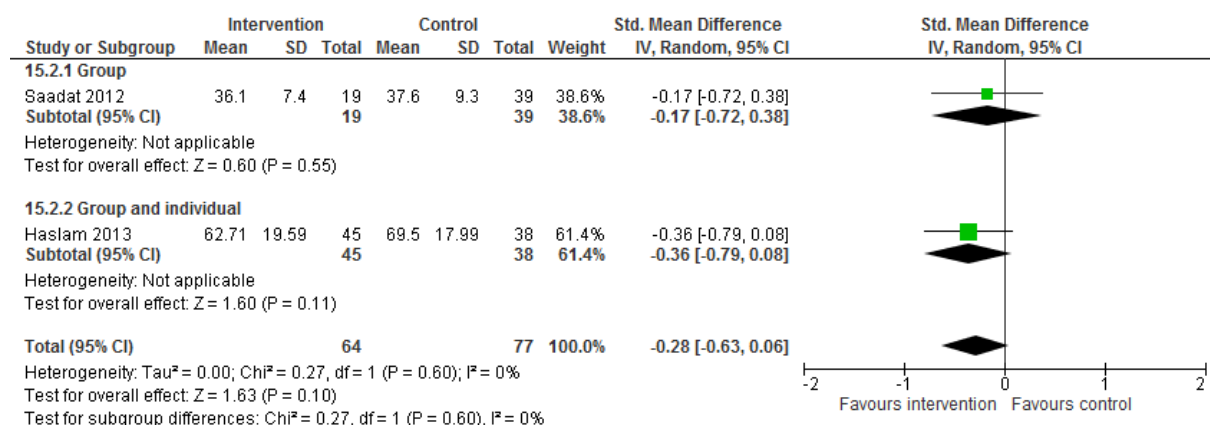 Intervention Control Std. Mean Difference Std. Mean Difference
Study or Subgroup Mean SD Total Mean SD Total Weight IV, Random, 95% CI IV, Random, 95% CI
15.2.1 Group
Saadat 2012 36.1 7.4 19 37.6 9.3 39 38.6% -0.17 [-0.72, 0.38]
Subtotal (95% CI) 19 39 38.6% -0.17 [-0.72, 0.38]
Heterogeneity: Not applicable
Test for overall effect: Z = 0.60 (P = 0.55)
15.2.2 Group and individual
Haslam 2013 62.71 19.59 45 69.5 17.99 38 61.4% -0.36 [-0.79, 0.08]
Subtotal (95% CI) 45 38 61.4% -0.36 [-0.79, 0.08]
Heterogeneity: Not applicable
Test for overall effect: Z = 1.60 (P = 0.11)
Total (95% CI) 64 77 100.0% -0.28 [-0.63, 0.06]
Heterogeneity: Tau² = 0.00; Chi² = 0.27, df = 1 (P = 0.60); I² = 0%
Test for overall effect: Z = 1.63 (P = 0.10)
Test for subgroup differences: Chi² = 0.27, df = 1 (P = 0.60), I² = 0%
-2 -1 0 1 2
Favours intervention Favours control